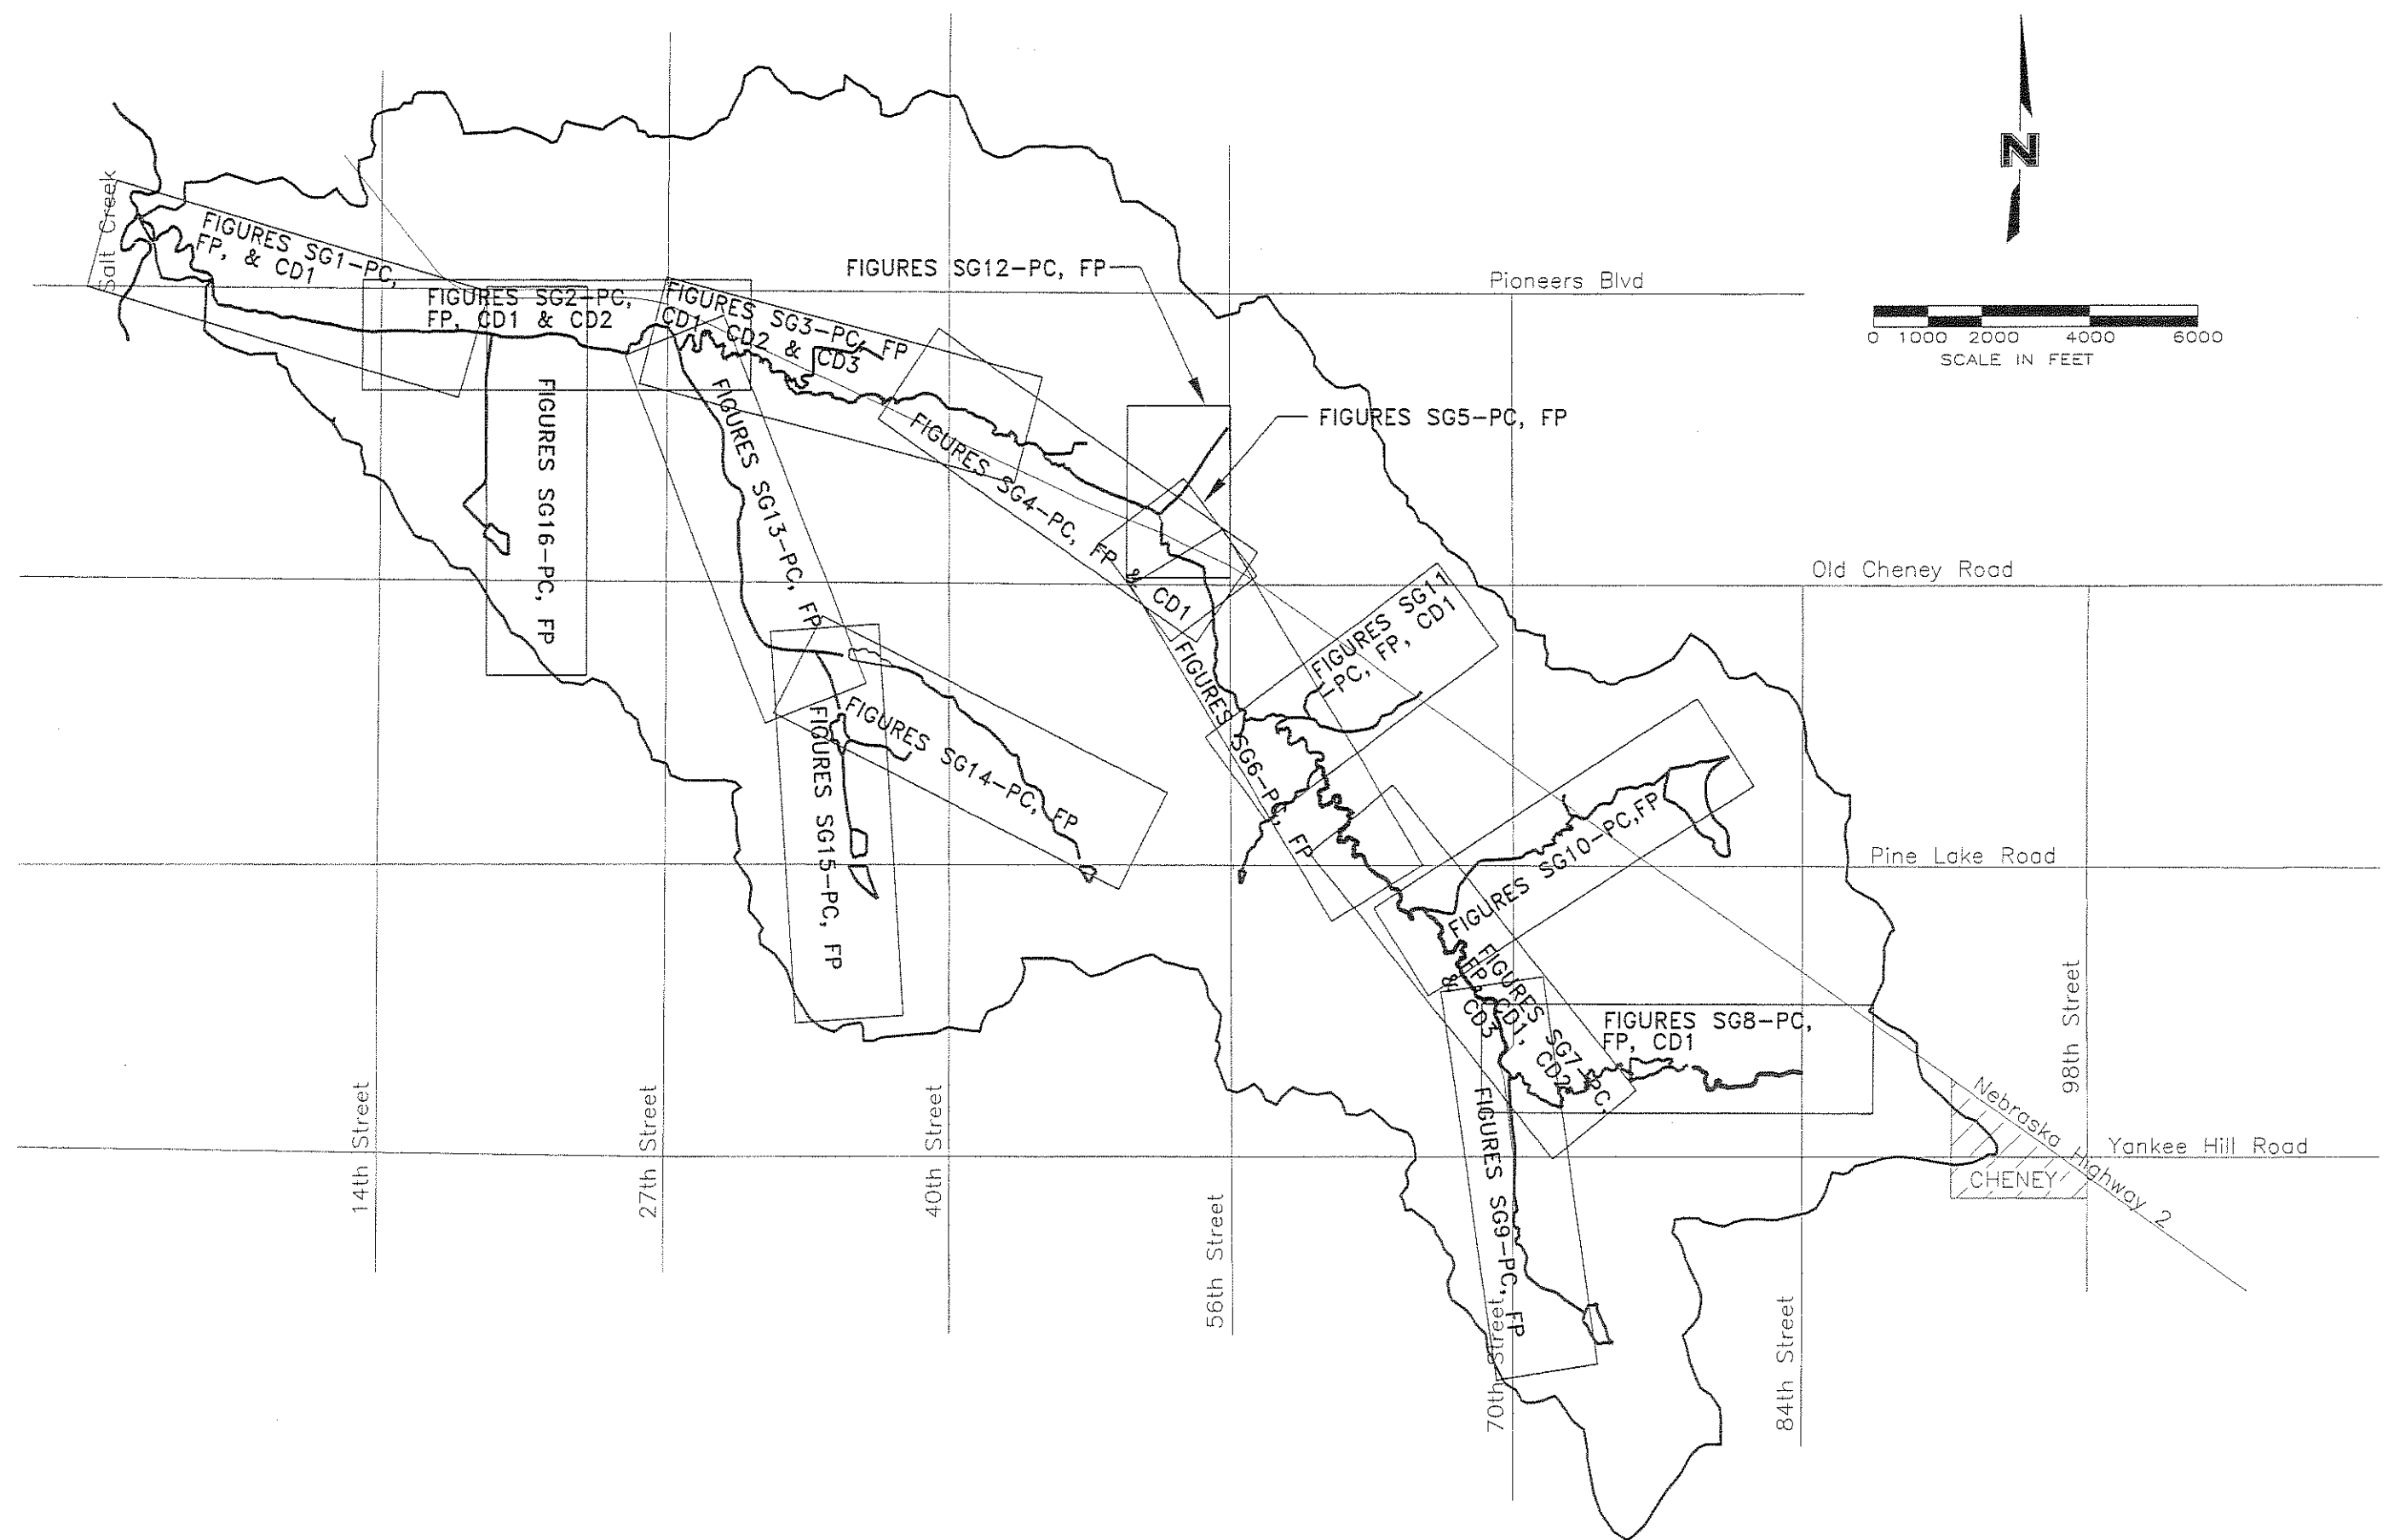 N
Salt Creek
FIGURES SG1-PC,
FP, & CD1
FIGURES SG2-PC,
FP, CD1 & CD2
FIGURES SG3-PC, FP
CD1, CD2 & CD3
FIGURES SG12-PC, FP
Pioneers Blvd
0 1000 2000 4000 6000
SCALE IN FEET
FIGURES SG5-PC, FP
FIGURES SG4-PC, FP &
CD1
FIGURES SG16-PC, FP
FIGURES SG13-PC, FP
Old Cheney Road
FIGURES SG11
-PC, FP, CD1
FIGURES SG6-PC, FP
FIGURES SG14-PC, FP
FIGURES SG15-PC, FP
FIGURES SG10-PC,FP
Pine Lake Road
FIGURES SG7-PC,
FP, CD1, CD2
& CD3
FIGURES SG8-PC,
FP, CD1
FIGURES SG9-PC, FP
98th Street
Nebraska Highway 2
Yankee Hill Road
CHENEY
14th Street
27th Street
40th Street
56th Street
70th Street
84th Street